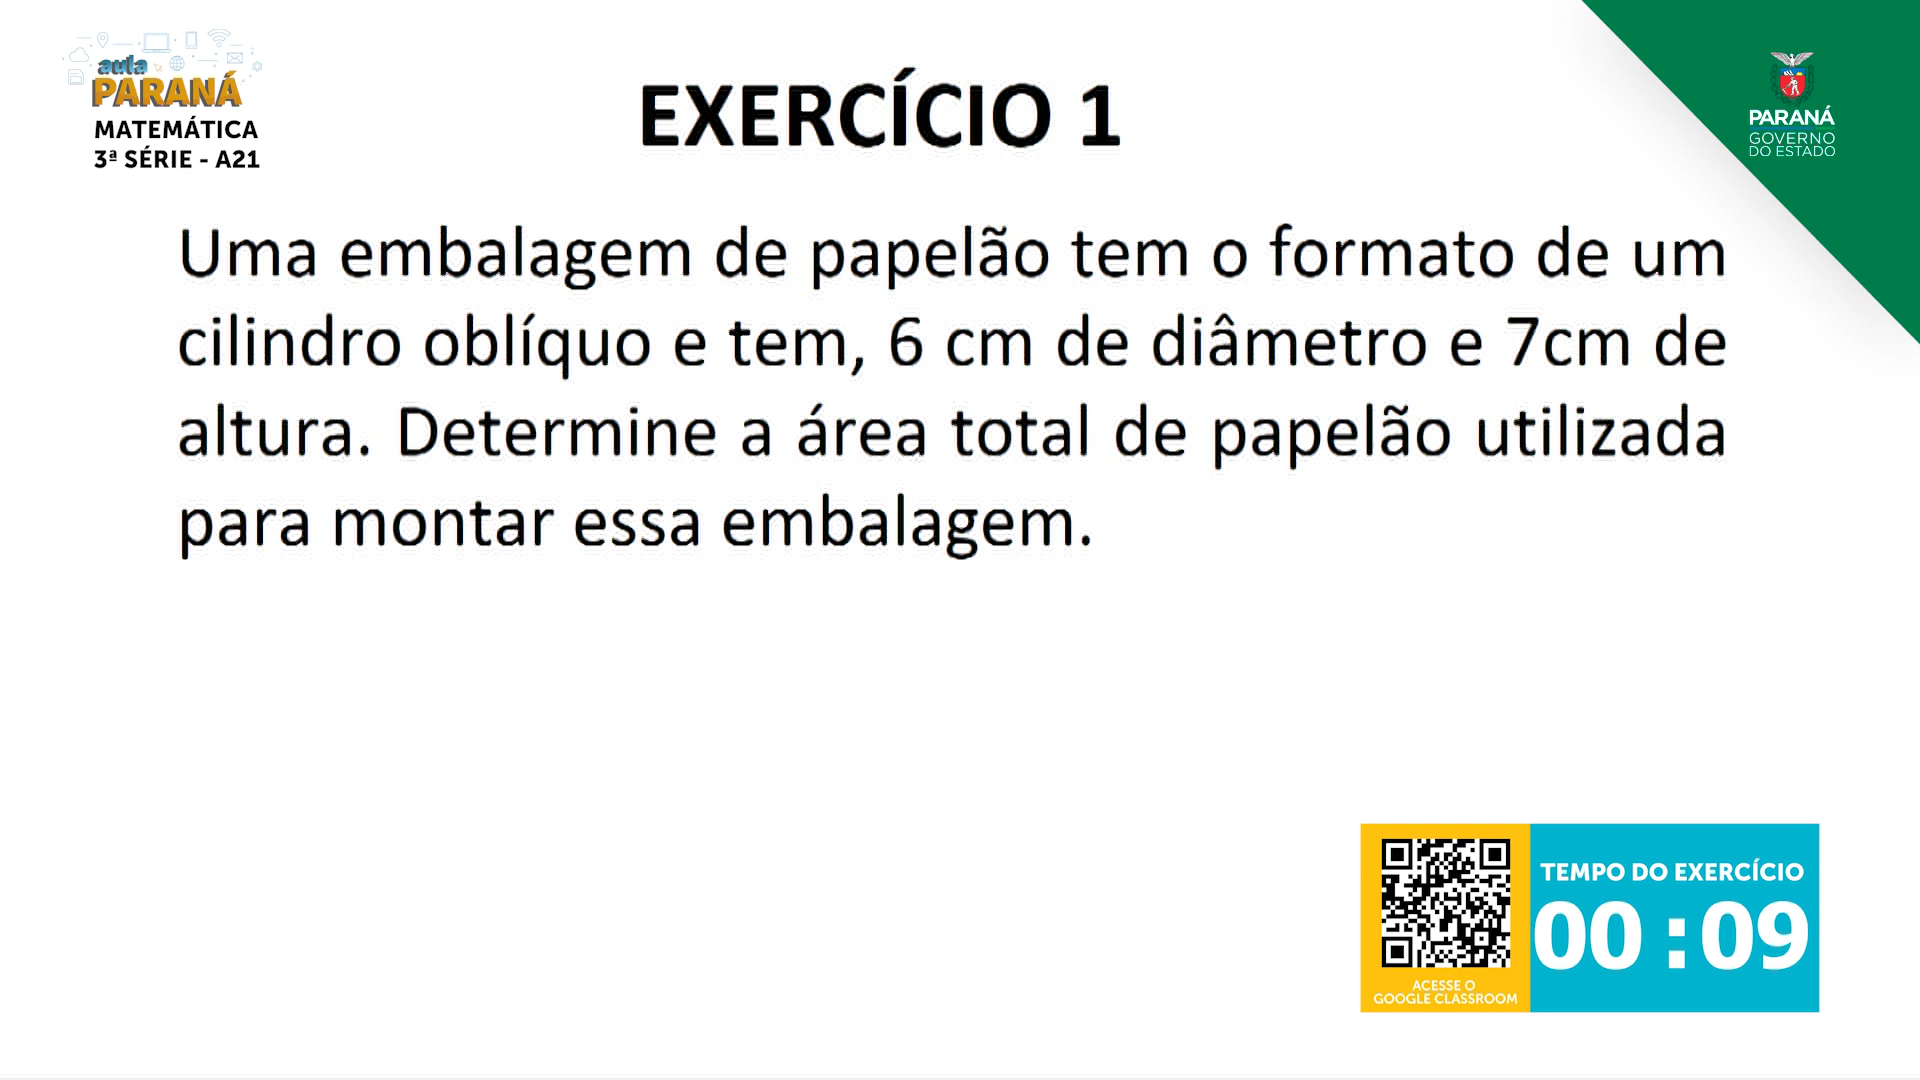 aula
PARANÁ
MATEMÁTICA
3ª SÉRIE - A21
EXERCÍCIO 1
PARANÁ
GOVERNO
DO ESTADO
Uma embalagem de papelão tem o formato de um
cilindro oblíquo e tem, 6 cm de diâmetro e 7cm de
altura. Determine a área total de papelão utilizada
para montar essa embalagem.
TEMPO DO EXERCÍCIO
00:09
ACESSE O
GOOGLE CLASSROOM